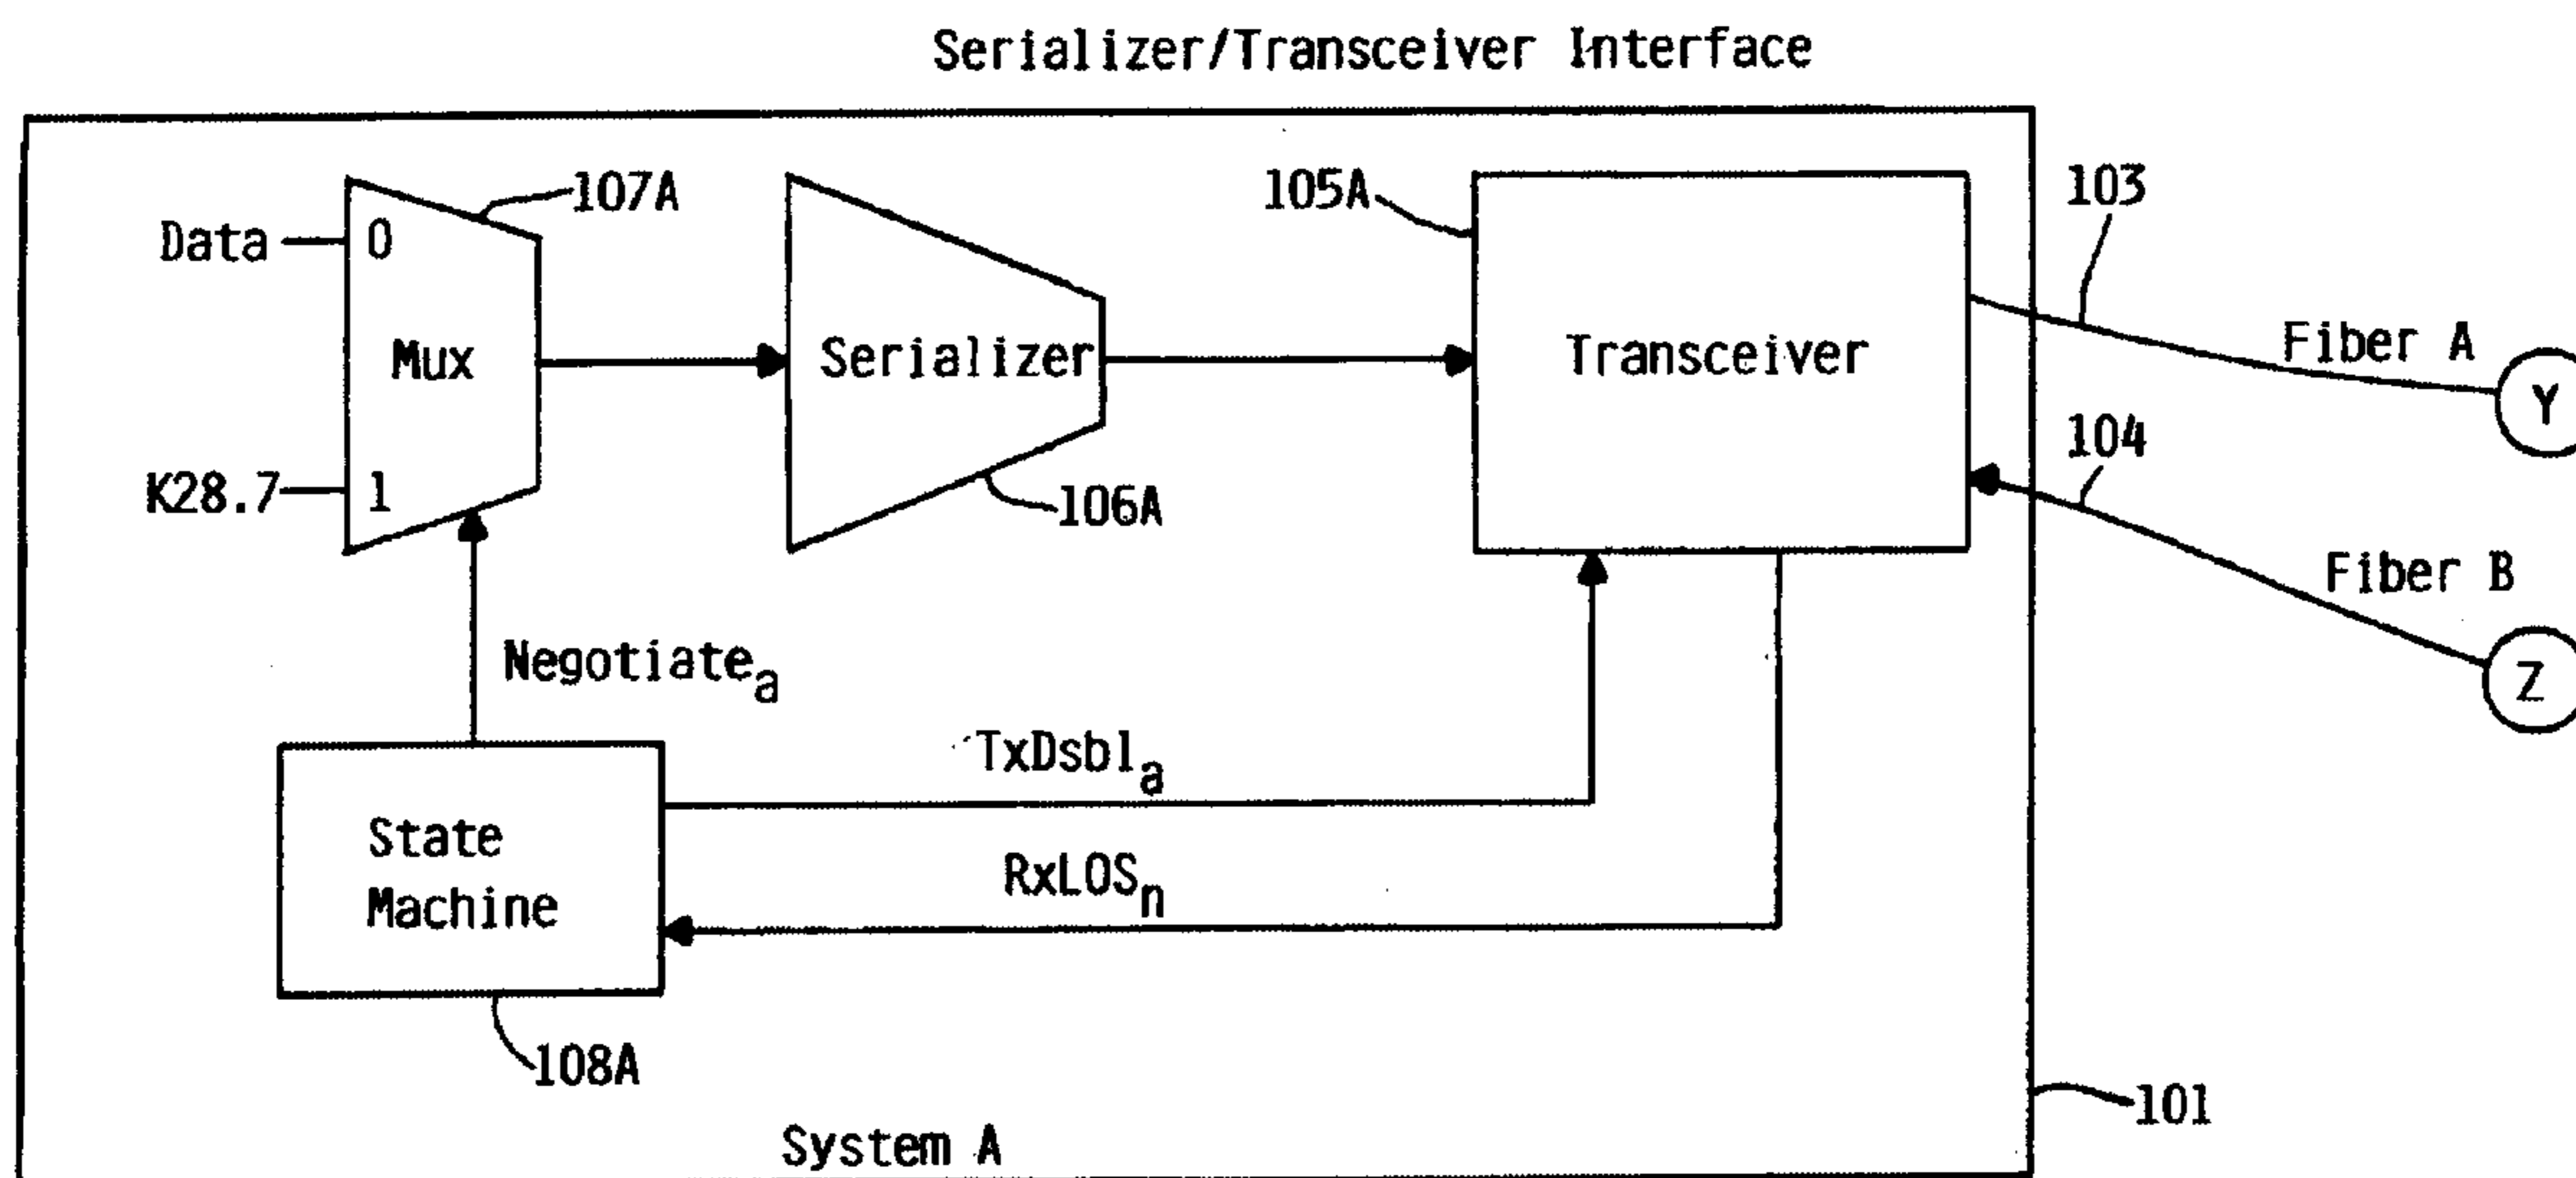 Serializer/Transceiver Interface
107A
105A
103
Data
0
Mux
Serializer
Transceiver
Fiber A
Y
K28.7
1
106A
104
Fiber B
Z
Negotiatea
TxDsbla
State
Machine
RxLOSn
108A
101
System A